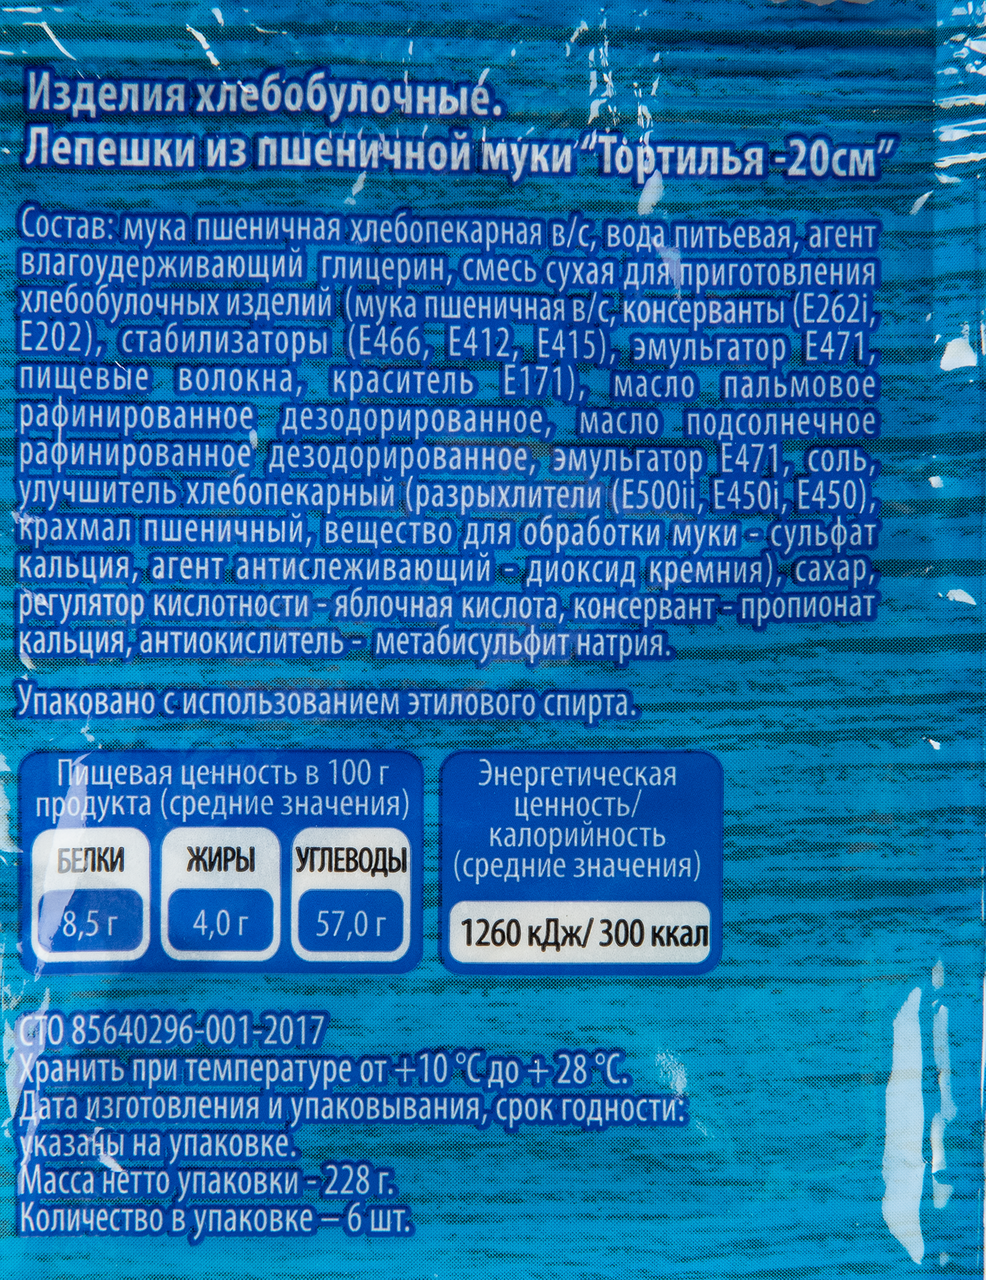 Изделия хлебобулочные.
Лепешки из пшеничной муки "Тортилья -20см"
Состав: мука пшеничная хлебопекарная в/с, вода питьевая, агент
влагоудерживающий глицерин, смесь сухая для приготовления
хлебобулочных изделий (мука пшеничная в/с, консерванты (Е262i,
Е202), стабилизаторы (Е466, Е412, Е415), эмульгатор Е471,
пищевые волокна, краситель Е171), масло пальмовое
рафинированное дезодорированное, масло подсолнечное
рафинированное дезодорированное, эмульгатор Е471, соль,
улучшитель хлебопекарный (разрыхлители (Е500ii, Е450i, Е450),
крахмал пшеничный, вещество для обработки муки - сульфат
кальция, агент антислеживающий - диоксид кремния), сахар,
регулятор кислотности - яблочная кислота, консервант - пропионат
кальция, антиокислитель - метабисульфит натрия.
Упаковано с использованием этилового спирта.
Пищевая ценность в 100 г
продукта (средние значения)
БЕЛКИ ЖИРЫ УГЛЕВОДЫ
8,5 г 4,0 г 57,0 г
Энергетическая
ценность/
калорийность
(средние значения)
1260 кДж/ 300 ккал
СТО 85640296-001-2017
Хранить при температуре от +10 °С до + 28 °С.
Дата изготовления и упаковывания, срок годности:
указаны на упаковке.
Масса нетто упаковки - 228 г.
Количество в упаковке – 6 шт.